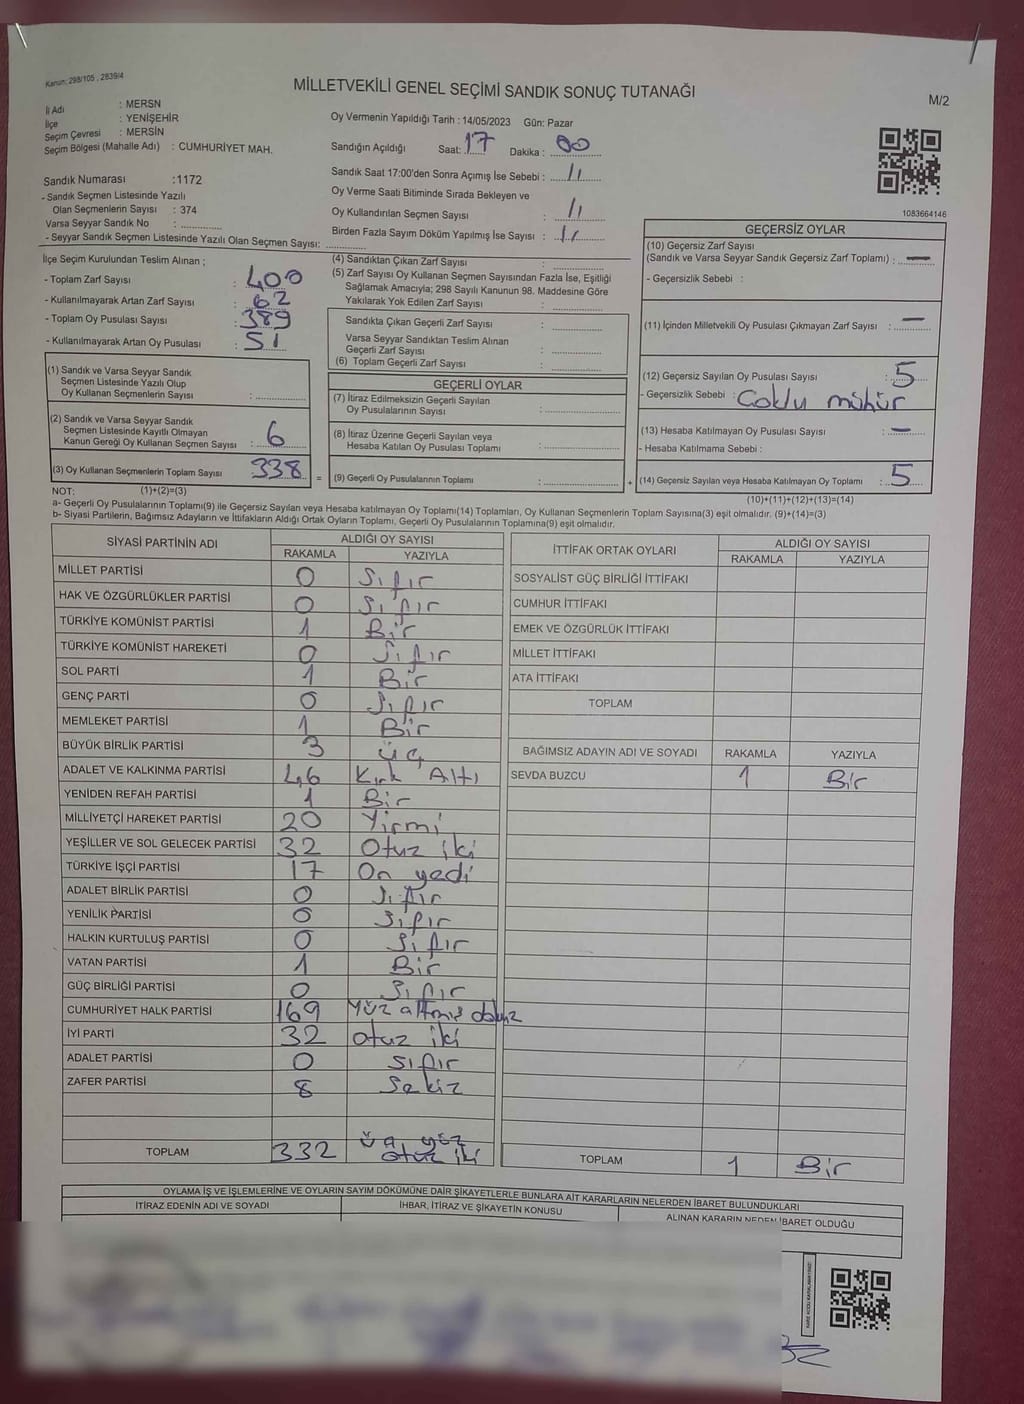 Kanun: 298/105 , 2839/4
MİLLETVEKİLİ GENEL SEÇİMİ SANDIK SONUÇ TUTANAĞI
M/2
İli Adı : MERSN
İlçe : YENİŞEHİR
Seçim Çevresi : MERSİN
Seçim Bölgesi (Mahalle Adı) : CUMHURİYET MAH.
Sandık Numarası :1172
- Sandık Seçmen Listesinde Yazılı
Olan Seçmenlerin Sayısı : 374
Varsa Seyyar Sandık No :
- Seyyar Sandık Seçmen Listesinde Yazılı Olan Seçmen Sayısı:
Oy Vermenin Yapıldığı Tarih : 14/05/2023 Gün: Pazar
Sandığın Açıldığı Saat: 17 Dakika : 00
Sandık Saat 17:00'den Sonra Açımış İse Sebebi : //
Oy Verme Saati Bitiminde Sırada Bekleyen ve
Oy Kullandırılan Seçmen Sayısı : //
Birden Fazla Sayım Döküm Yapılmış İse Sayısı :
1083664146
İlçe Seçim Kurulundan Teslim Alınan ;
- Toplam Zarf Sayısı : 400
- Kullanılmayarak Artan Zarf Sayısı : 62
- Toplam Oy Pusulası Sayısı : 389
- Kullanılmayarak Artan Oy Pusulası : 51
(1) Sandık ve Varsa Seyyar Sandık
Seçmen Listesinde Yazılı Olup
Oy Kullanan Seçmenlerin Sayısı :
(2) Sandık ve Varsa Seyyar Sandık
Seçmen Listesinde Kayıtlı Olmayan
Kanun Gereği Oy Kullanan Seçmen Sayısı : 6
(3) Oy Kullanan Seçmenlerin Toplam Sayısı : 338 =
(4) Sandıktan Çıkan Zarf Sayısı :
(5) Zarf Sayısı Oy Kullanan Seçmen Sayısından Fazla İse, Eşitliği
Sağlamak Amacıyla; 298 Sayılı Kanunun 98. Maddesine Göre
Yakılarak Yok Edilen Zarf Sayısı :
Sandıkta Çıkan Geçerli Zarf Sayısı :
Varsa Seyyar Sandıktan Teslim Alınan
Geçerli Zarf Sayısı :
(6) Toplam Geçerli Zarf Sayısı :
GEÇERLİ OYLAR
(7) İtiraz Edilmeksizin Geçerli Sayılan
Oy Pusulalarının Sayısı :
(8) İtiraz Üzerine Geçerli Sayılan veya
Hesaba Katılan Oy Pusulası Toplamı :
(9) Geçerli Oy Pusulalarının Toplamı : +
GEÇERSİZ OYLAR
(10) Geçersiz Zarf Sayısı
(Sandık ve Varsa Seyyar Sandık Geçersiz Zarf Toplamı) : —
- Geçersizlik Sebebi :
(11) İçinden Milletvekili Oy Pusulası Çıkmayan Zarf Sayısı : —
(12) Geçersiz Sayılan Oy Pusulası Sayısı : 5
- Geçersizlik Sebebi : Çoklu mühür
(13) Hesaba Katılmayan Oy Pusulası Sayısı : —
- Hesaba Katılmama Sebebi :
(14) Geçersiz Sayılan veya Hesaba Katılmayan Oy Toplamı : 5
NOT: (1)+(2)=(3)
(10)+(11)+(12)+(13)=(14)
a- Geçerli Oy Pusulalarının Toplamı(9) ile Geçersiz Sayılan veya Hesaba Katılmayan Oy Toplamı(14) Toplamları, Oy Kullanan Seçmenlerin Toplam Sayısına(3) eşit olmalıdır. (9)+(14)=(3)
b- Siyasi Partilerin, Bağımsız Adayların ve İttifakların Aldığı Ortak Oyların Toplamı, Geçerli Oy Pusulalarının Toplamına(9) eşit olmalıdır.
SİYASİ PARTİNİN ADI ALDIĞI OY SAYISI
RAKAMLA YAZIYLA
MİLLET PARTİSİ 0 Sıfır
HAK VE ÖZGÜRLÜKLER PARTİSİ 0 Sıfır
TÜRKİYE KOMÜNİST PARTİSİ 1 Bir
TÜRKİYE KOMÜNİST HAREKETİ 0 Sıfır
SOL PARTİ 1 Bir
GENÇ PARTİ 0 Sıfır
MEMLEKET PARTİSİ 1 Bir
BÜYÜK BİRLİK PARTİSİ 3 üç
ADALET VE KALKINMA PARTİSİ 46 Kırk Altı
YENİDEN REFAH PARTİSİ 1 Bir
MİLLİYETÇİ HAREKET PARTİSİ 20 Yirmi
YEŞİLLER VE SOL GELECEK PARTİSİ 32 Otuz iki
TÜRKİYE İŞÇİ PARTİSİ 17 On yedi
ADALET BİRLİK PARTİSİ 0 Sıfır
YENİLİK PARTİSİ 0 Sıfır
HALKIN KURTULUŞ PARTİSİ 0 Sıfır
VATAN PARTİSİ 1 Bir
GÜÇ BİRLİĞİ PARTİSİ 0 Sıfır
CUMHURİYET HALK PARTİSİ 169 Yüz altmış dokuz
İYİ PARTİ 32 otuz iki
ADALET PARTİSİ 0 Sıfır
ZAFER PARTİSİ 8 Sekiz
TOPLAM 332 üç yüz
otuz iki
İTTİFAK ORTAK OYLARI ALDIĞI OY SAYISI
RAKAMLA YAZIYLA
SOSYALİST GÜÇ BİRLİĞİ İTTİFAKI
CUMHUR İTTİFAKI
EMEK VE ÖZGÜRLÜK İTTİFAKI
MİLLET İTTİFAKI
ATA İTTİFAKI
TOPLAM
BAĞIMSIZ ADAYIN ADI VE SOYADI RAKAMLA YAZIYLA
SEVDA BUZCU 1 Bir
TOPLAM 1 Bir
OYLAMA İŞ VE İŞLEMLERİNE VE OYLARIN SAYIM DÖKÜMÜNE DAİR ŞİKAYETLERLE BUNLARA AİT KARARLARIN NELERDEN İBARET BULUNDUKLARI
İTİRAZ EDENİN ADI VE SOYADI İHBAR, İTİRAZ VE ŞİKAYETİN KONUSU ALINAN KARARIN NEDEN İBARET OLDUĞU